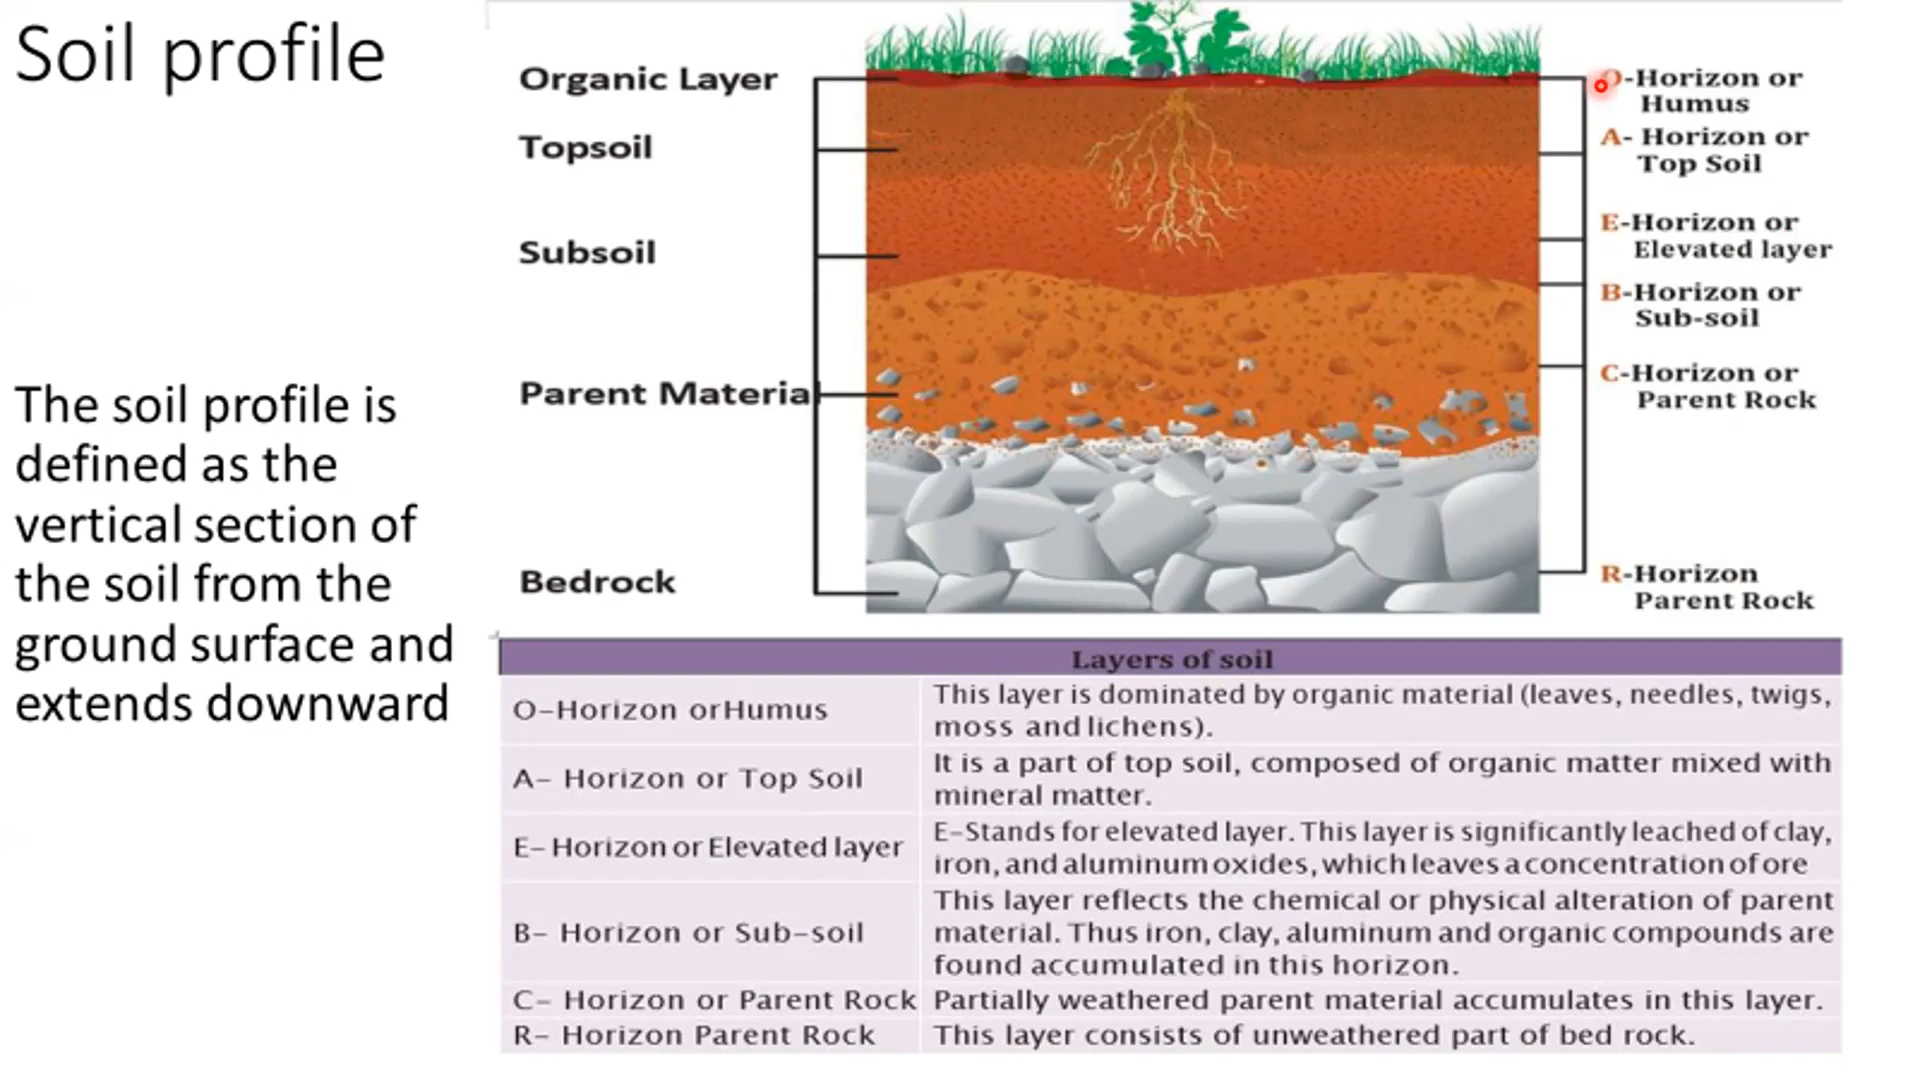 Soil profile
The soil profile is
defined as the
vertical section of
the soil from the
ground surface and
extends downward
Organic Layer
Topsoil
Subsoil
Parent Material
Bedrock
O-Horizon or
Humus
A- Horizon or
Top Soil
E-Horizon or
Elevated layer
B-Horizon or
Sub-soil
C-Horizon or
Parent Rock
R-Horizon
Parent Rock
Layers of soil
O-Horizon orHumus
This layer is dominated by organic material (leaves, needles, twigs,
moss and lichens).
A- Horizon or Top Soil
It is a part of top soil, composed of organic matter mixed with
mineral matter.
E- Horizon or Elevated layer
E-Stands for elevated layer. This layer is significantly leached of clay,
iron, and aluminum oxides, which leaves a concentration of ore
B- Horizon or Sub-soil
This layer reflects the chemical or physical alteration of parent
material. Thus iron, clay, aluminum and organic compounds are
found accumulated in this horizon.
C- Horizon or Parent Rock
Partially weathered parent material accumulates in this layer.
R- Horizon Parent Rock
This layer consists of unweathered part of bed rock.